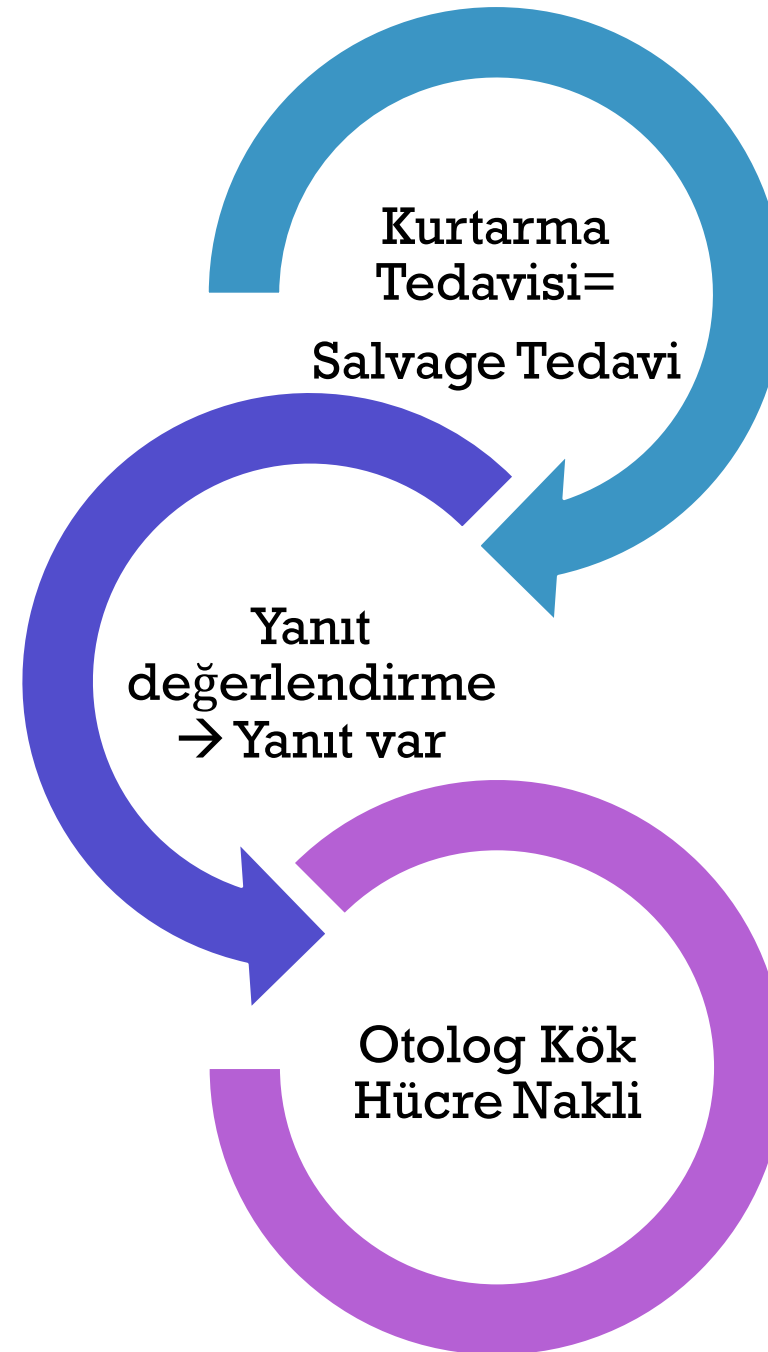 Kurtarma
Tedavisi=
Salvage Tedavi
Yanıt
değerlendirme
→ Yanıt var
Otolog Kök
Hücre Nakli